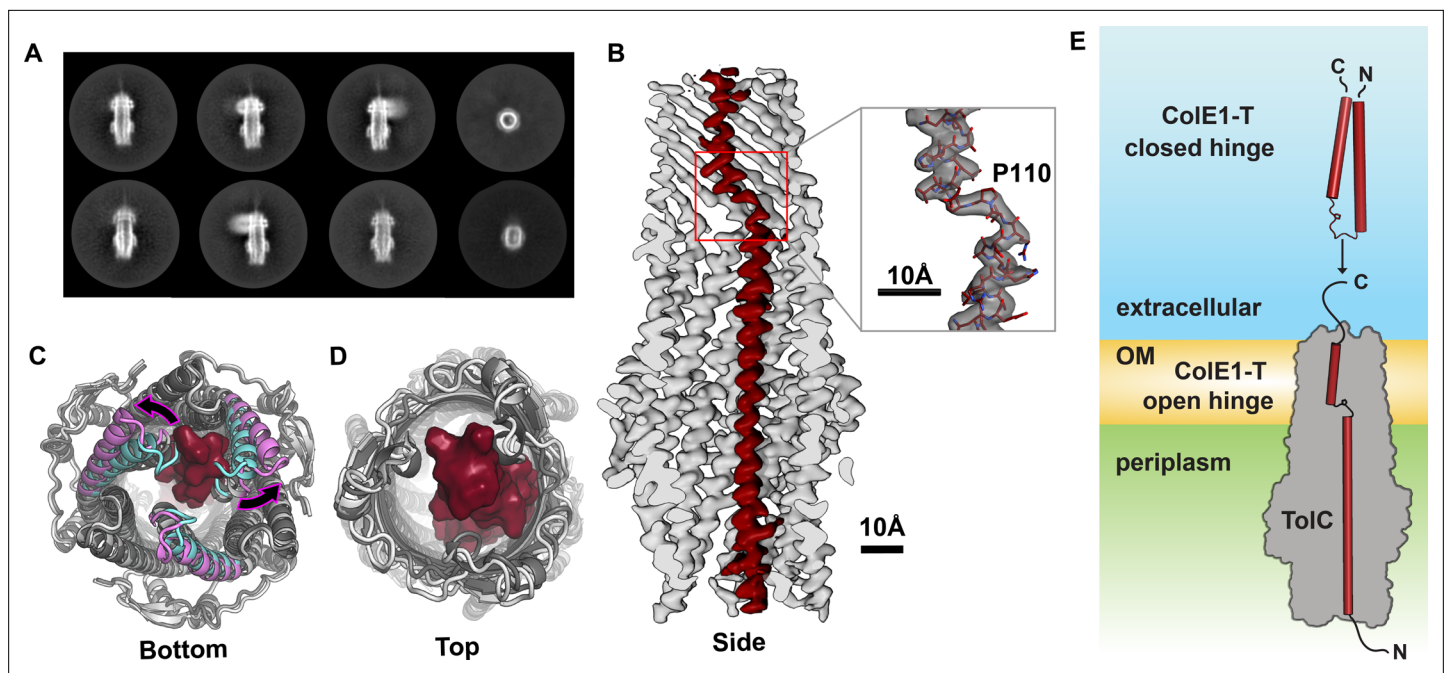 A
B
P110
10Å
10Å
Side
C
Bottom
D
Top
E
C
N
ColE1-T
closed hinge
C
extracellular
OM
ColE1-T
open hinge
periplasm
TolC
N